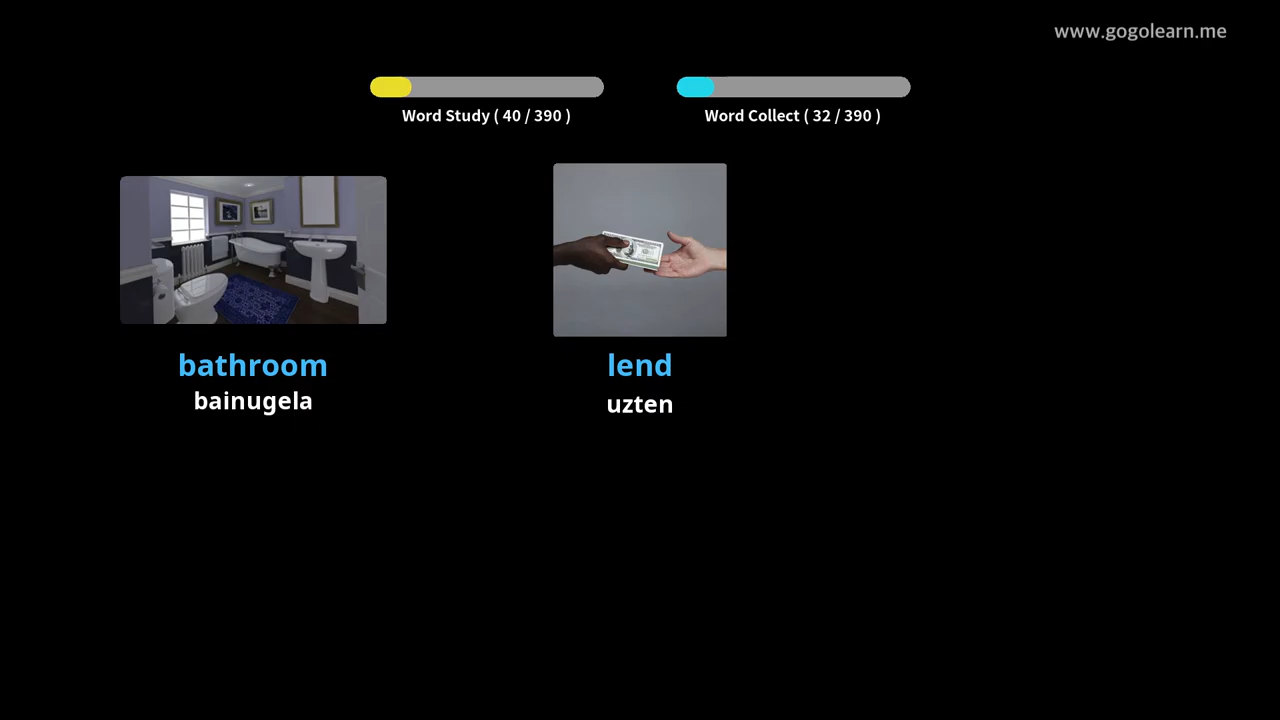 www.gogolearn.me
Word Study ( 40 / 390 )
Word Collect ( 32 / 390 )
bathroom
bainugela
lend
uzten